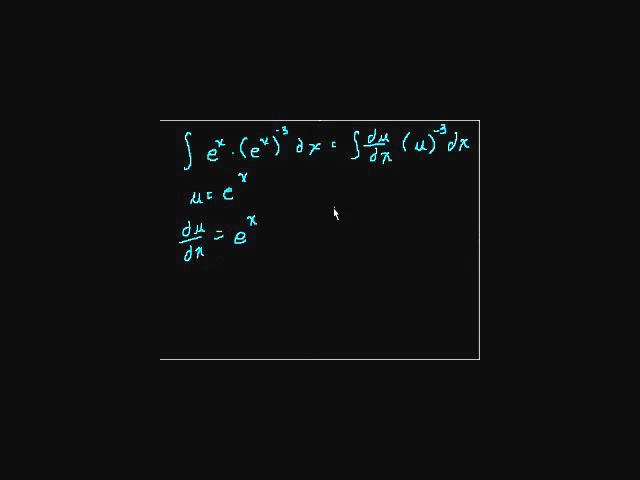 ∫ e^x · (e^x)^-3 dx = ∫ du/dx (u)^-3 dx
u = e^x
du/dx = e^x